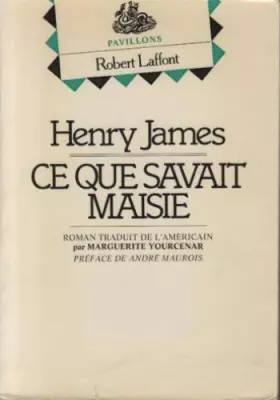 PAVILLONS
Robert Laffont
Henry James
CE QUE SAVAIT
MAISIE
ROMAN TRADUIT DE L'AMERICAIN
par MARGUERITE YOURCENAR
PRÉFACE DE ANDRÉ MAUROIS